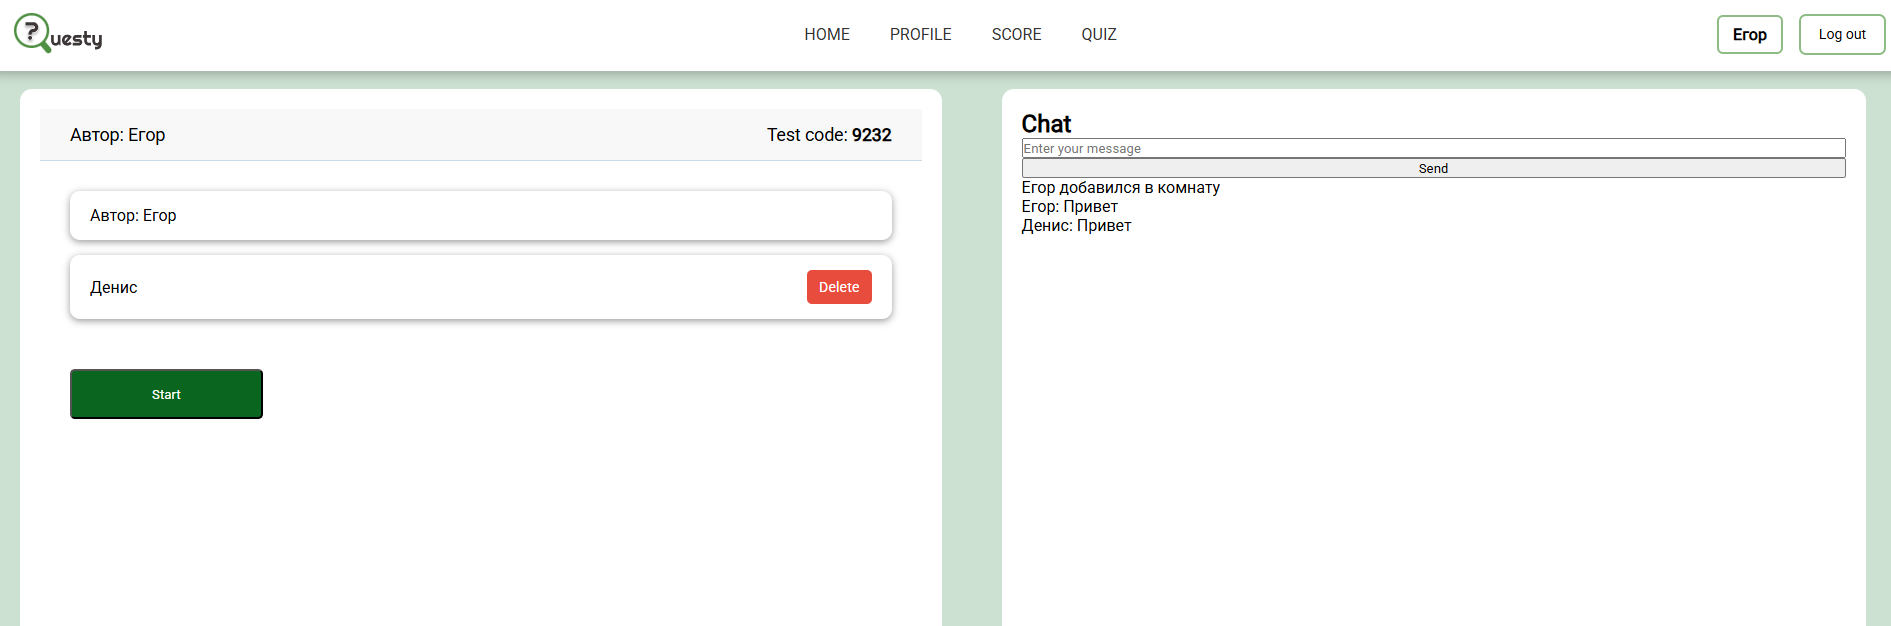 ?uesty
HOME PROFILE SCORE QUIZ
Егор
Log out
Автор: Егор
Test code: 9232
Автор: Егор
Денис
Delete
Start
Chat
Enter your message
Send
Егор добавился в комнату
Егор: Привет
Денис: Привет